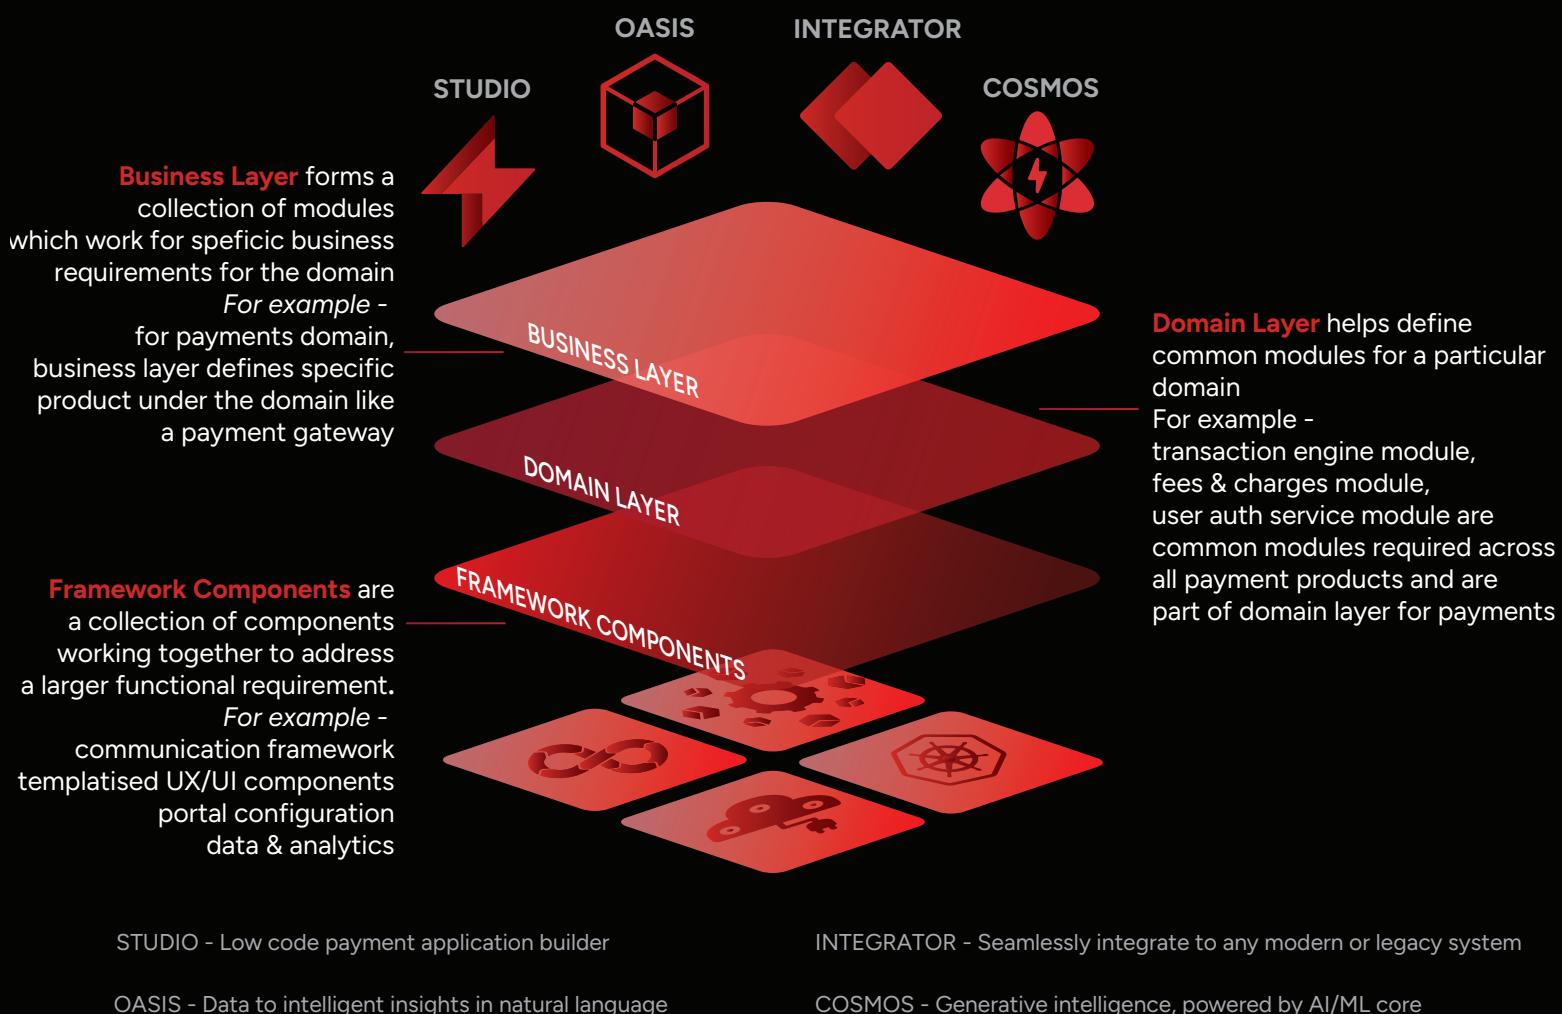 OASIS
INTEGRATOR
STUDIO
COSMOS
Business Layer forms a
collection of modules
which work for speficic business
requirements for the domain
For example -
for payments domain,
business layer defines specific
product under the domain like
a payment gateway
BUSINESS LAYER
DOMAIN LAYER
FRAMEWORK COMPONENTS
Domain Layer helps define
common modules for a particular
domain
For example -
transaction engine module,
fees & charges module,
user auth service module are
common modules required across
all payment products and are
part of domain layer for payments
Framework Components are
a collection of components
working together to address
a larger functional requirement.
For example -
communication framework
templatised UX/UI components
portal configuration
data & analytics
STUDIO - Low code payment application builder
INTEGRATOR - Seamlessly integrate to any modern or legacy system
OASIS - Data to intelligent insights in natural language
COSMOS - Generative intelligence, powered by AI/ML core